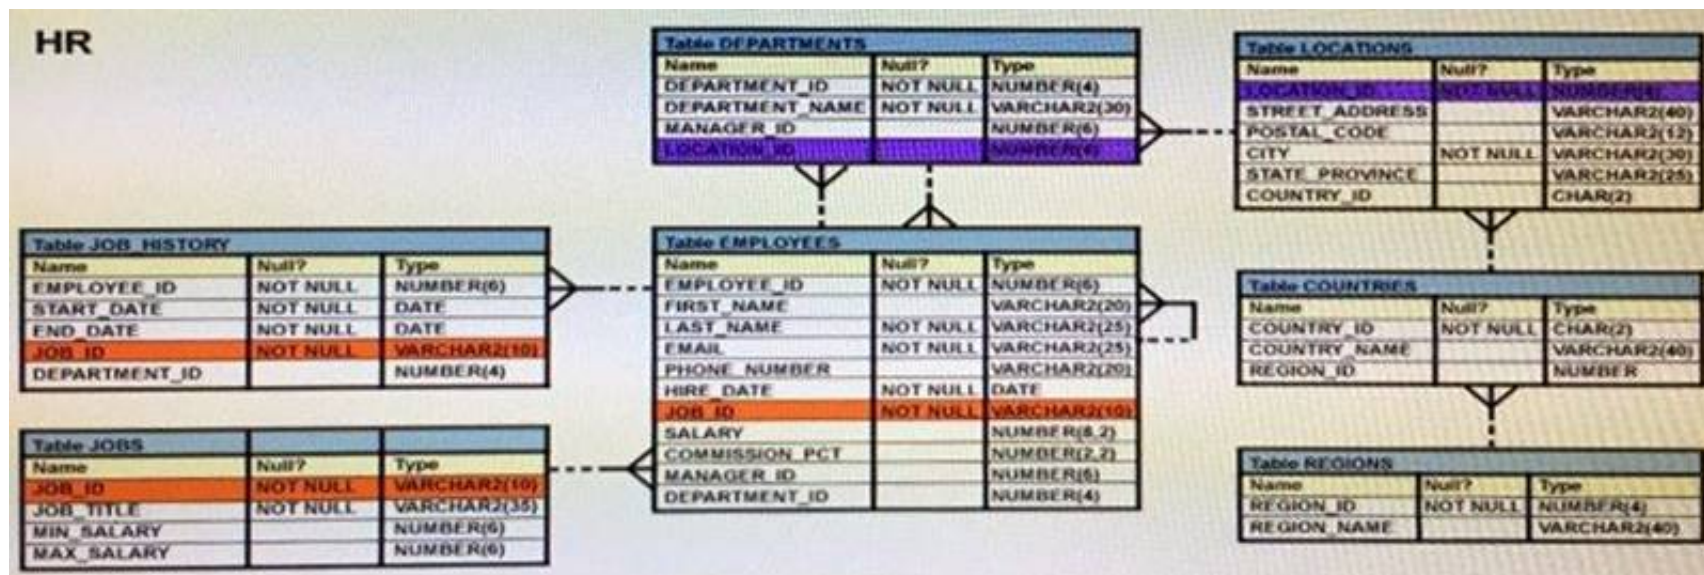 HR
Table DEPARTMENTS
Name Null? Type
DEPARTMENT_ID NOT NULL NUMBER(4)
DEPARTMENT_NAME NOT NULL VARCHAR2(30)
MANAGER_ID NUMBER(6)
LOCATION_ID NUMBER(4)
Table LOCATIONS
Name Null? Type
LOCATION_ID NOT NULL NUMBER(4)
STREET_ADDRESS VARCHAR2(40)
POSTAL_CODE VARCHAR2(12)
CITY NOT NULL VARCHAR2(30)
STATE_PROVINCE VARCHAR2(25)
COUNTRY_ID CHAR(2)
Table JOB_HISTORY
Name Null? Type
EMPLOYEE_ID NOT NULL NUMBER(6)
START_DATE NOT NULL DATE
END_DATE NOT NULL DATE
JOB_ID NOT NULL VARCHAR2(10)
DEPARTMENT_ID NUMBER(4)
Table EMPLOYEES
Name Null? Type
EMPLOYEE_ID NOT NULL NUMBER(6)
FIRST_NAME VARCHAR2(20)
LAST_NAME NOT NULL VARCHAR2(25)
EMAIL NOT NULL VARCHAR2(25)
PHONE_NUMBER VARCHAR2(20)
HIRE_DATE NOT NULL DATE
JOB_ID NOT NULL VARCHAR2(10)
SALARY NUMBER(8,2)
COMMISSION_PCT NUMBER(2,2)
MANAGER_ID NUMBER(6)
DEPARTMENT_ID NUMBER(4)
Table COUNTRIES
Name Null? Type
COUNTRY_ID NOT NULL CHAR(2)
COUNTRY_NAME VARCHAR2(40)
REGION_ID NUMBER
Table JOBS
Name Null? Type
JOB_ID NOT NULL VARCHAR2(10)
JOB_TITLE NOT NULL VARCHAR2(35)
MIN_SALARY NUMBER(6)
MAX_SALARY NUMBER(6)
Table REGIONS
Name Null? Type
REGION_ID NOT NULL NUMBER(4)
REGION_NAME VARCHAR2(40)